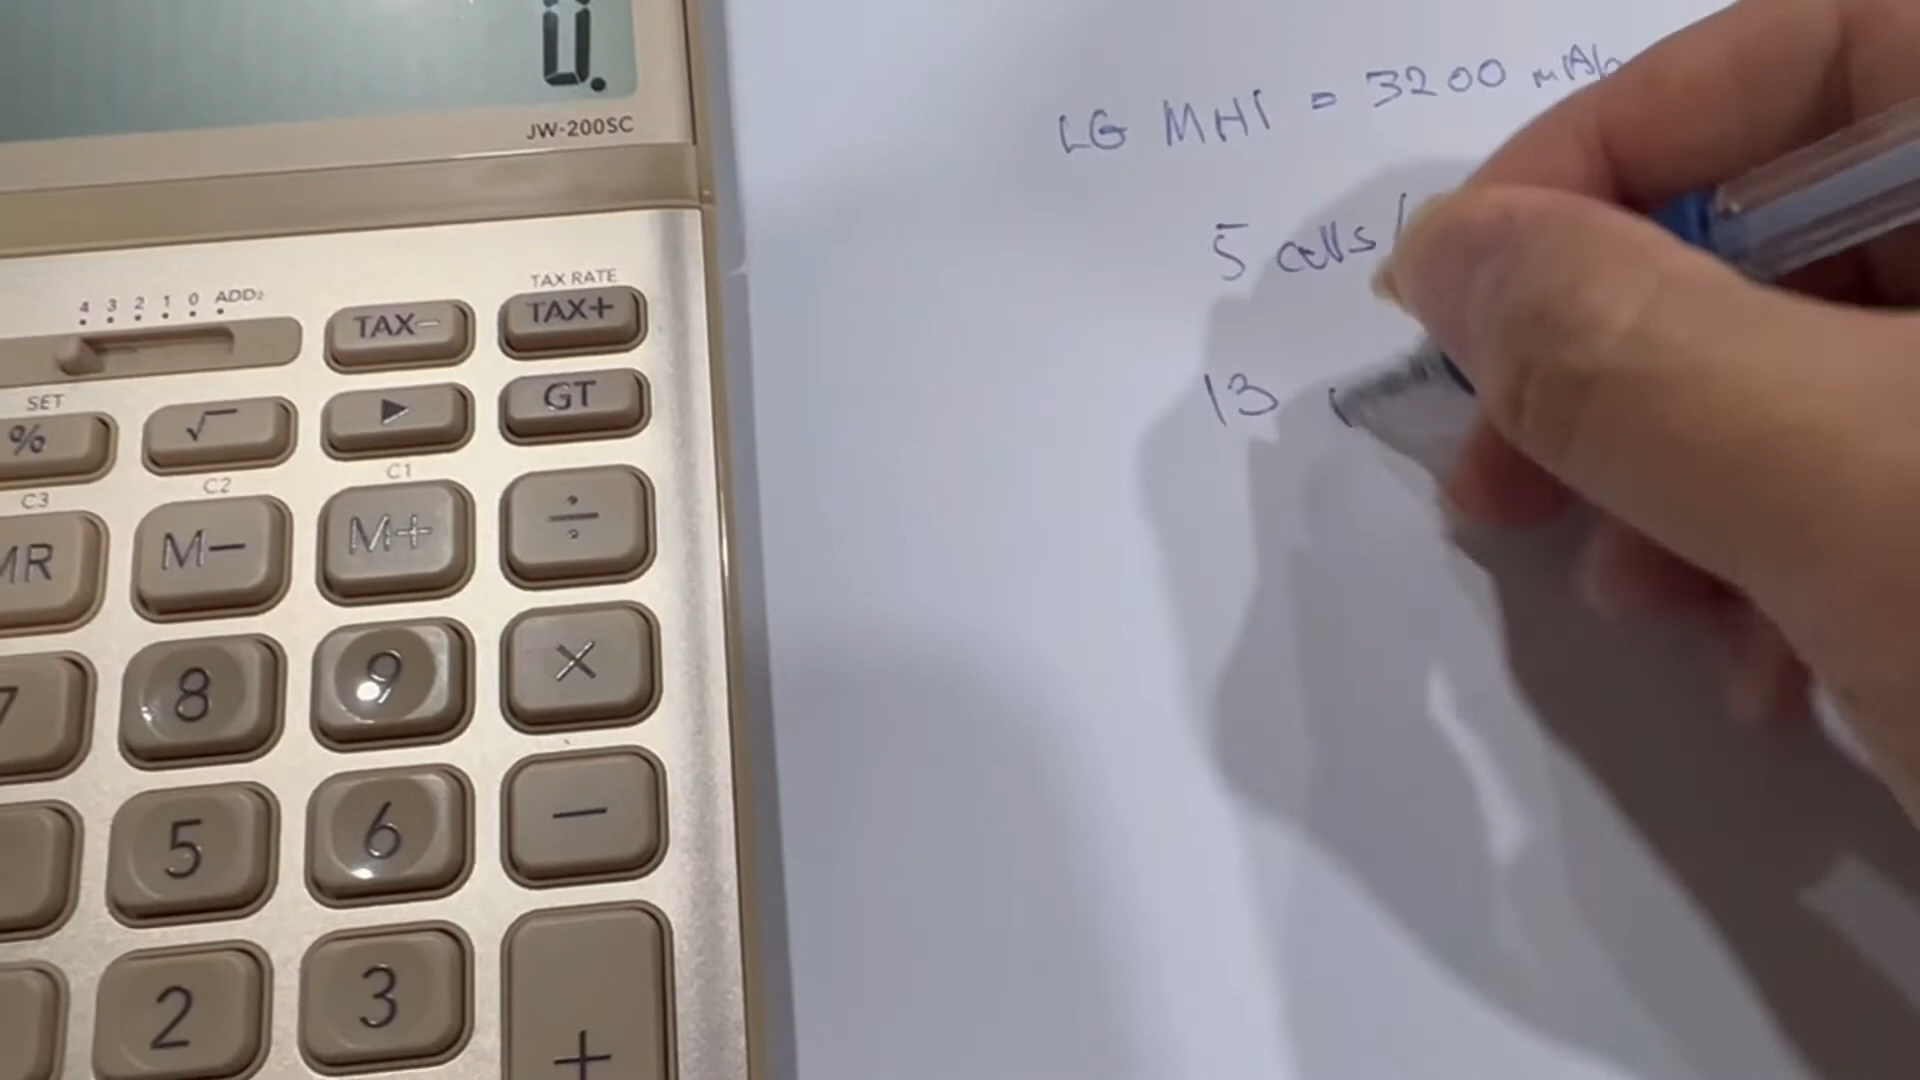 0.
JW-200SC
4 3 2 1 0 ADD2
TAX RATE
TAX− TAX+
SET
% √ ▶ GT
C3 C2 C1
MR M− M+ ÷
7 8 9 ×
5 6 −
2 3 +
LG MH1 = 3200 mAh
5 cells/
13